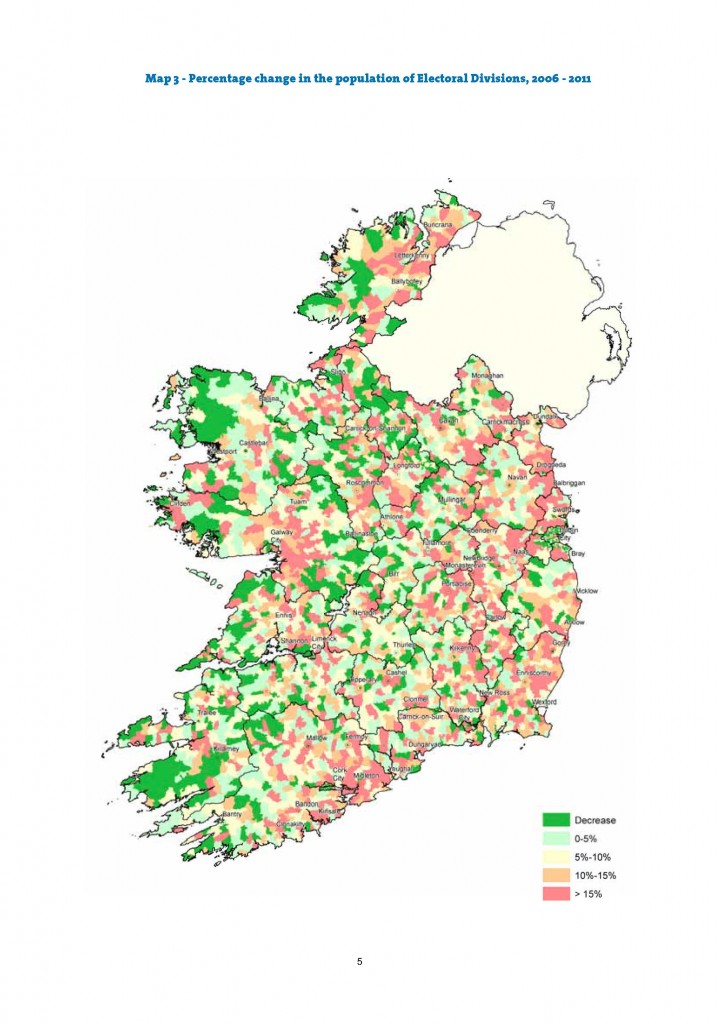 Map 3 - Percentage change in the population of Electoral Divisions, 2006 - 2011
Buncrana
Letterkenny
Ballybofey
Sligo
Monaghan
Ballina
Dundalk
Cavan
Carrickmacross
Carrick-on-Shannon
Castlebar
Westport
Longford
Drogheda
Navan
Roscommon
Balbriggan
Mullingar
Clifden
Tuam
Swords
Athlone
Galway
City
Ballinasloe
Edenderry
Dublin
City
Tullamore
Naas
Bray
Newbridge
Monasterevin
Birr
Portlaoise
Wicklow
Ennis
Nenagh
Carlow
Arklow
Shannon
Limerick
City
Thurles
Kilkenny
Gorey
Cashel
Enniscorthy
Tipperary
Clonmel
New Ross
Wexford
Tralee
Carrick-on-Suir
Waterford
City
Mallow
Fermoy
Killarney
Dungarvan
Youghal
Cork
City
Midleton
Bandon
Kinsale
Bantry
Clonakilty
Decrease
0-5%
5%-10%
10%-15%
> 15%
5